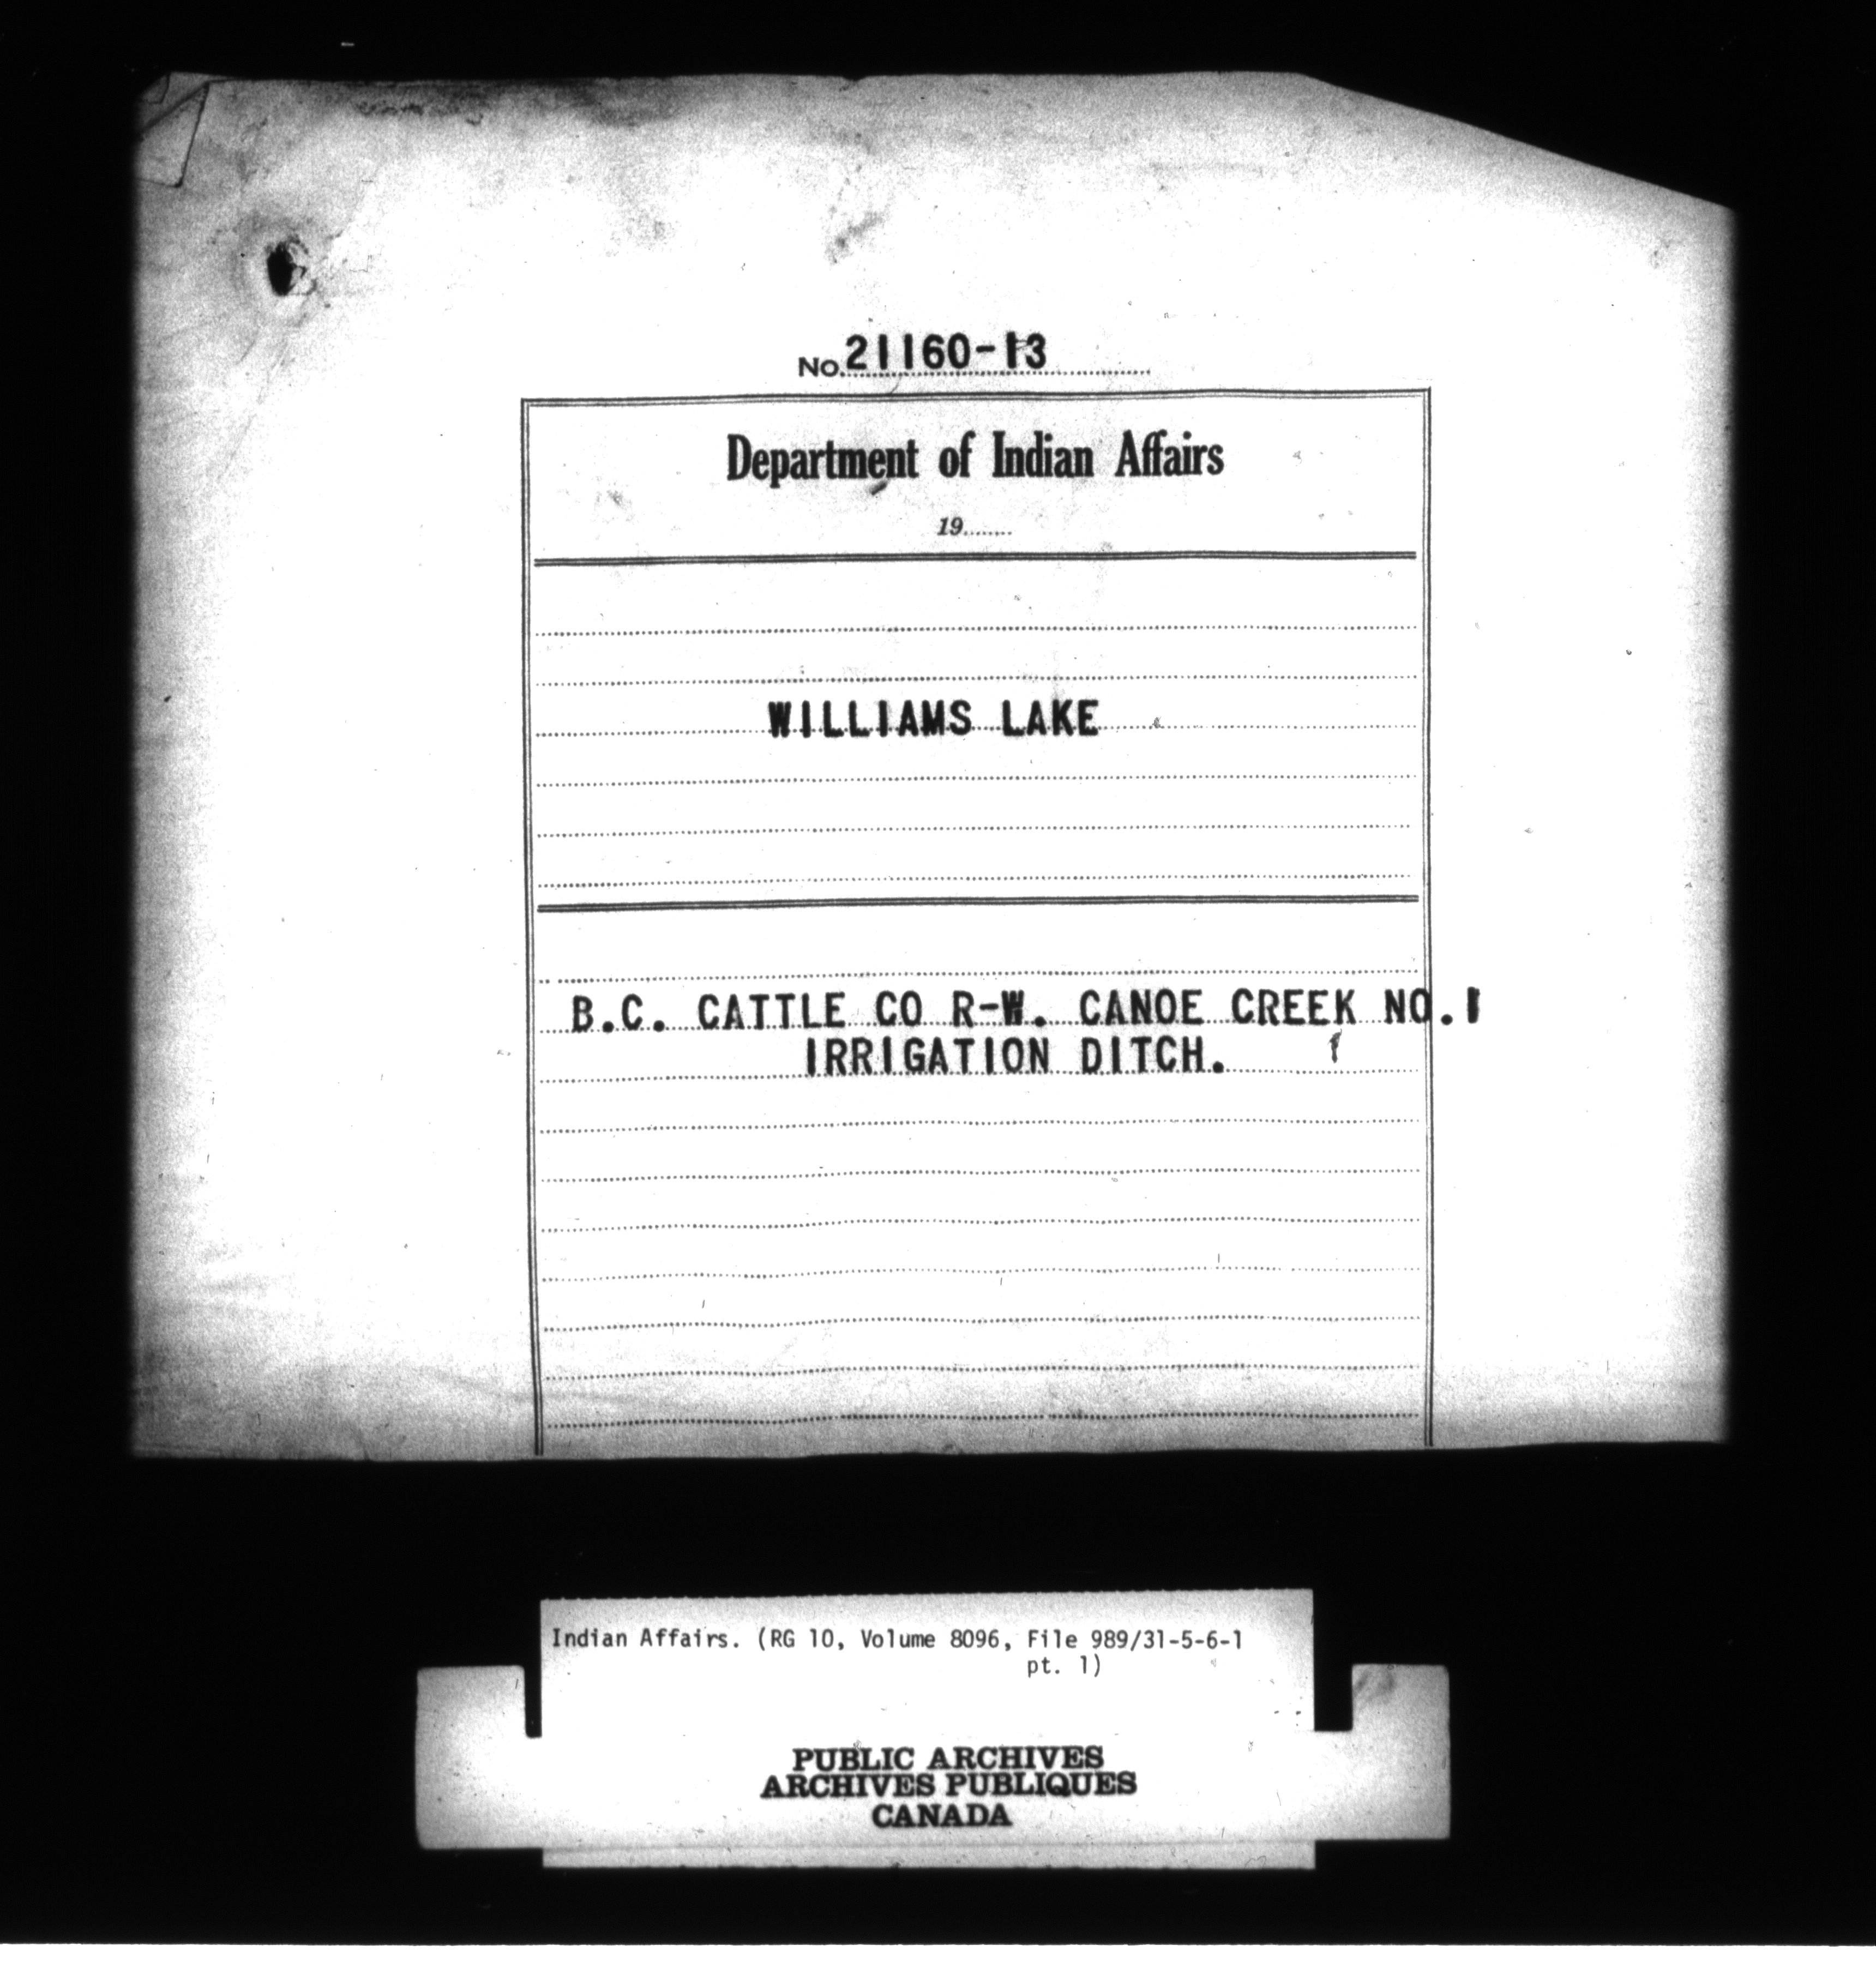 No. 21160-13
Department of Indian Affairs
19
WILLIAMS LAKE
B.C. CATTLE CO R-W. CANOE CREEK NO.1
IRRIGATION DITCH.
Indian Affairs. (RG 10, Volume 8096, File 989/31-5-6-1
pt. 1)
PUBLIC ARCHIVES
ARCHIVES PUBLIQUES
CANADA